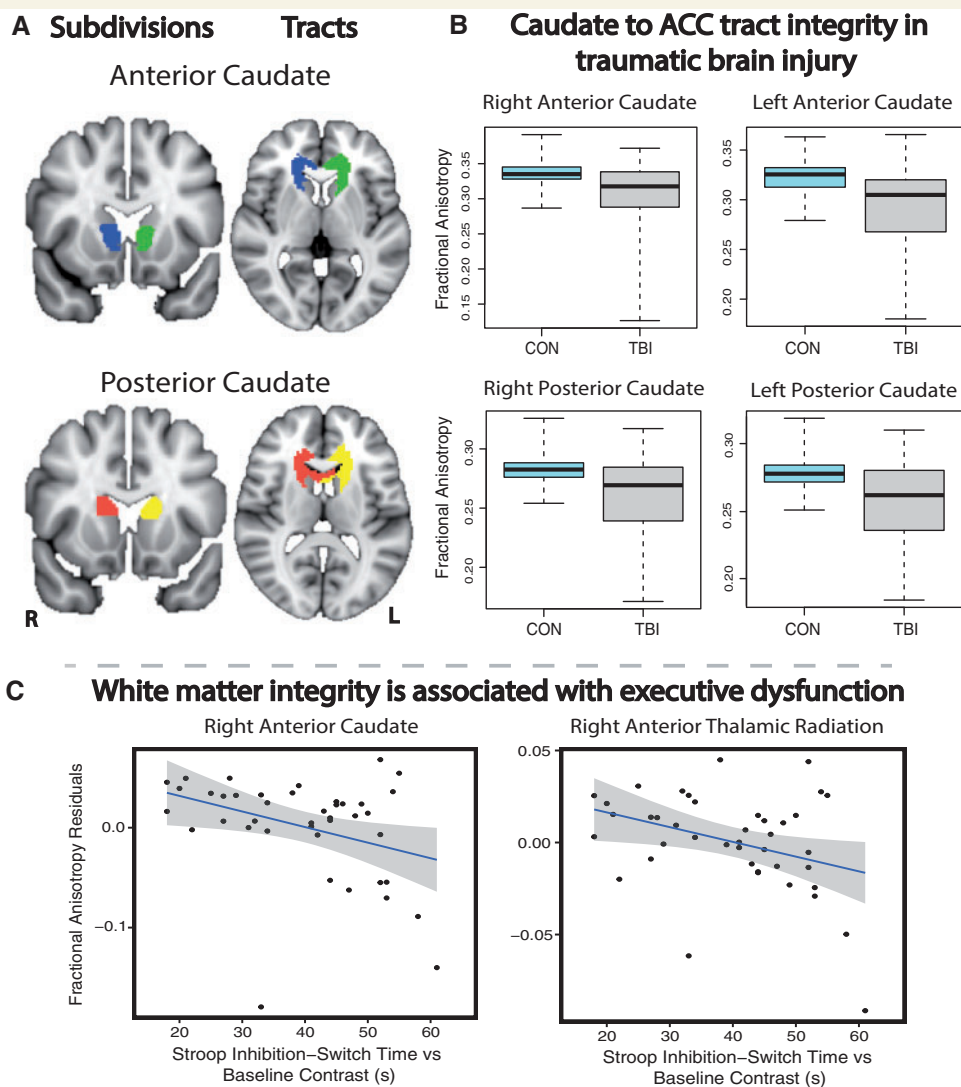 A
Subdivisions
Tracts
Anterior Caudate
Posterior Caudate
R
L
B
Caudate to ACC tract integrity in
traumatic brain injury
Right Anterior Caudate
Fractional Anisotropy
0.35
0.30
0.25
0.20
0.15
CON
TBI
Left Anterior Caudate
0.35
0.30
0.25
0.20
CON
TBI
Right Posterior Caudate
Fractional Anisotropy
0.30
0.25
0.20
CON
TBI
Left Posterior Caudate
0.30
0.25
0.20
CON
TBI
C
White matter integrity is associated with executive dysfunction
Right Anterior Caudate
Fractional Anisotropy Residuals
0.0
−0.1
20
30
40
50
60
Stroop Inhibition−Switch Time vs
Baseline Contrast (s)
Right Anterior Thalamic Radiation
0.05
0.00
−0.05
20
30
40
50
60
Stroop Inhibition−Switch Time vs
Baseline Contrast (s)